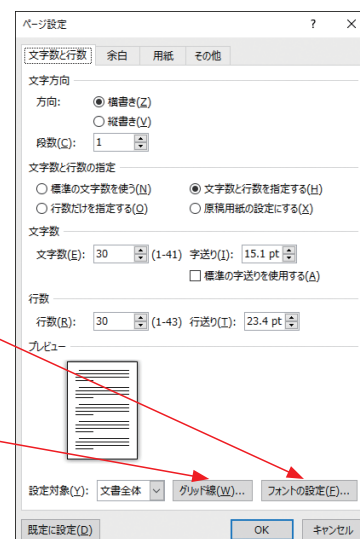 ページ設定 ? ×
文字数と行数 余白 用紙 その他
文字方向
方向: 横書き(Z)
縦書き(V)
段数(C): 1
文字数と行数の指定
標準の文字数を使う(N) 文字数と行数を指定する(H)
行数だけを指定する(O) 原稿用紙の設定にする(X)
文字数
文字数(E): 30 (1-41) 字送り(I): 15.1 pt
標準の字送りを使用する(A)
行数
行数(R): 30 (1-43) 行送り(T): 23.4 pt
プレビュー
設定対象(Y): 文書全体 グリッド線(W)... フォントの設定(F)...
既定に設定(D) OK キャンセル